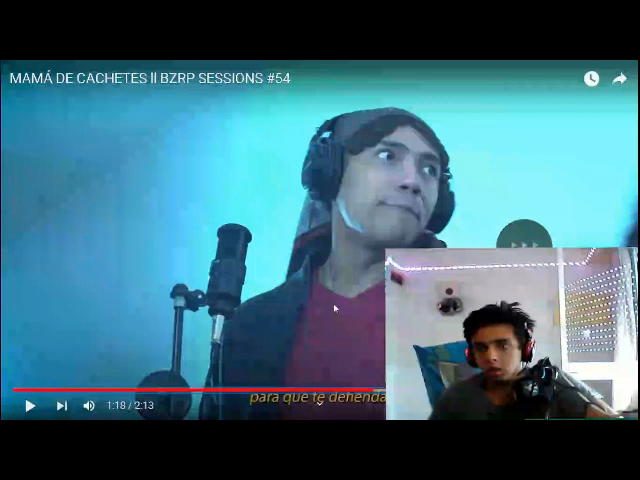 MAMÁ DE CACHETES ll BZRP SESSIONS #54
para que te defienda
1:18 / 2:13